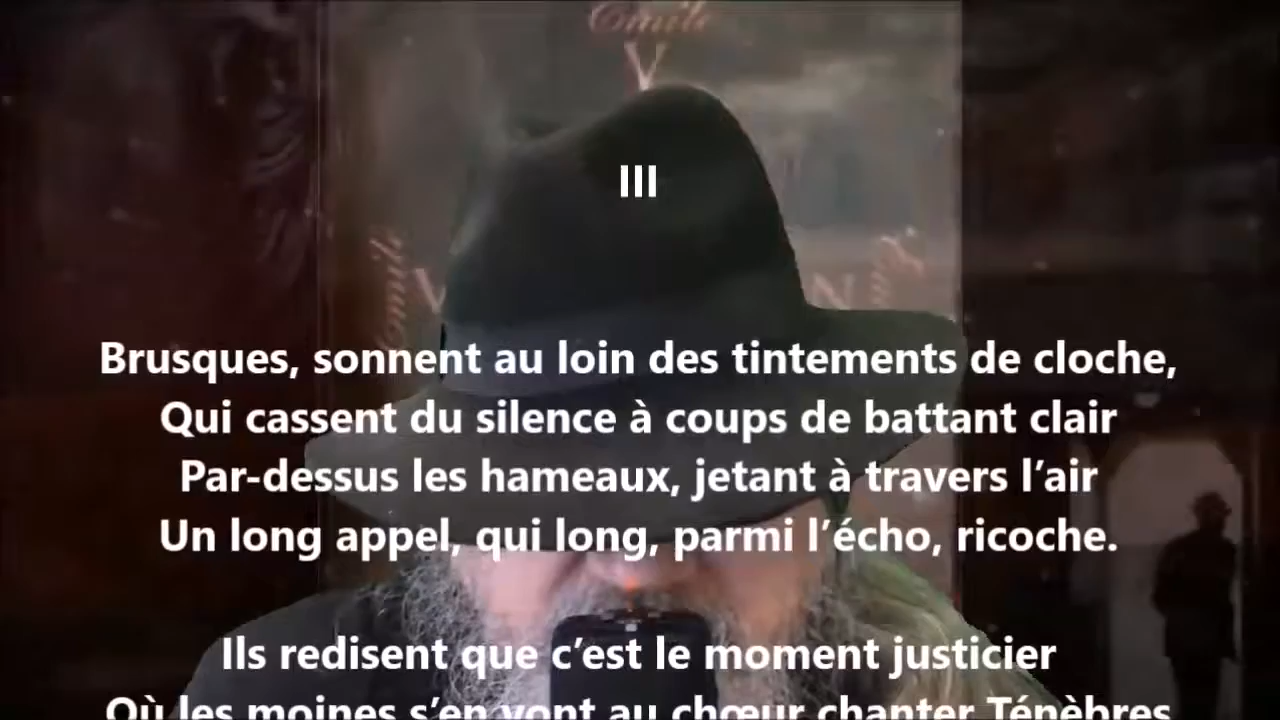 Emile
V
III
Emile
V
N
Brusques, sonnent au loin des tintements de cloche,
Qui cassent du silence à coups de battant clair
Par-dessus les hameaux, jetant à travers l’air
Un long appel, qui long, parmi l’écho, ricoche.
Ils redisent que c’est le moment justicier
Où les moines s’en vont au chœur chanter Ténèbres